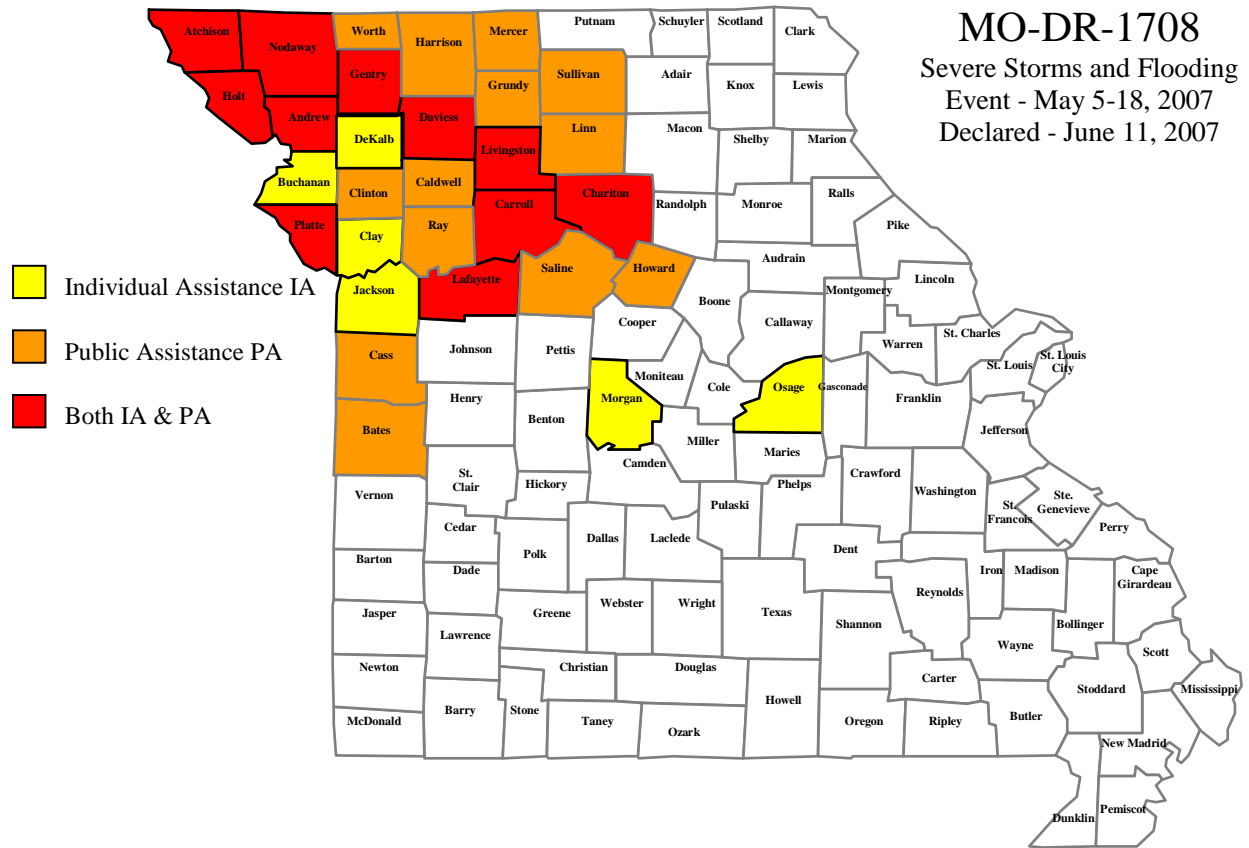 MO-DR-1708
Severe Storms and Flooding
Event - May 5-18, 2007
Declared - June 11, 2007
Individual Assistance IA
Public Assistance PA
Both IA & PA
Atchison
Nodaway
Worth
Harrison
Mercer
Putnam
Schuyler
Scotland
Clark
Holt
Andrew
Gentry
Grundy
Sullivan
Adair
Knox
Lewis
DeKalb
Daviess
Livingston
Linn
Macon
Shelby
Marion
Buchanan
Clinton
Caldwell
Carroll
Chariton
Randolph
Monroe
Ralls
Pike
Platte
Clay
Ray
Saline
Howard
Audrain
Jackson
Lafayette
Boone
Callaway
Montgomery
Lincoln
Cass
Johnson
Pettis
Cooper
Moniteau
Cole
Osage
Gasconade
Warren
St. Charles
St. Louis
St. Louis
City
Franklin
Jefferson
Bates
Henry
Benton
Morgan
Miller
Maries
Camden
Vernon
St.
Clair
Hickory
Pulaski
Phelps
Crawford
Washington
St.
Francois
Ste.
Genevieve
Perry
Cedar
Polk
Dallas
Laclede
Dent
Iron
Madison
Cape
Girardeau
Barton
Dade
Greene
Webster
Wright
Texas
Shannon
Reynolds
Bollinger
Jasper
Lawrence
Wayne
Scott
Newton
Christian
Douglas
Howell
Carter
Stoddard
Mississippi
McDonald
Barry
Stone
Taney
Ozark
Oregon
Ripley
Butler
New Madrid
Dunklin
Pemiscot